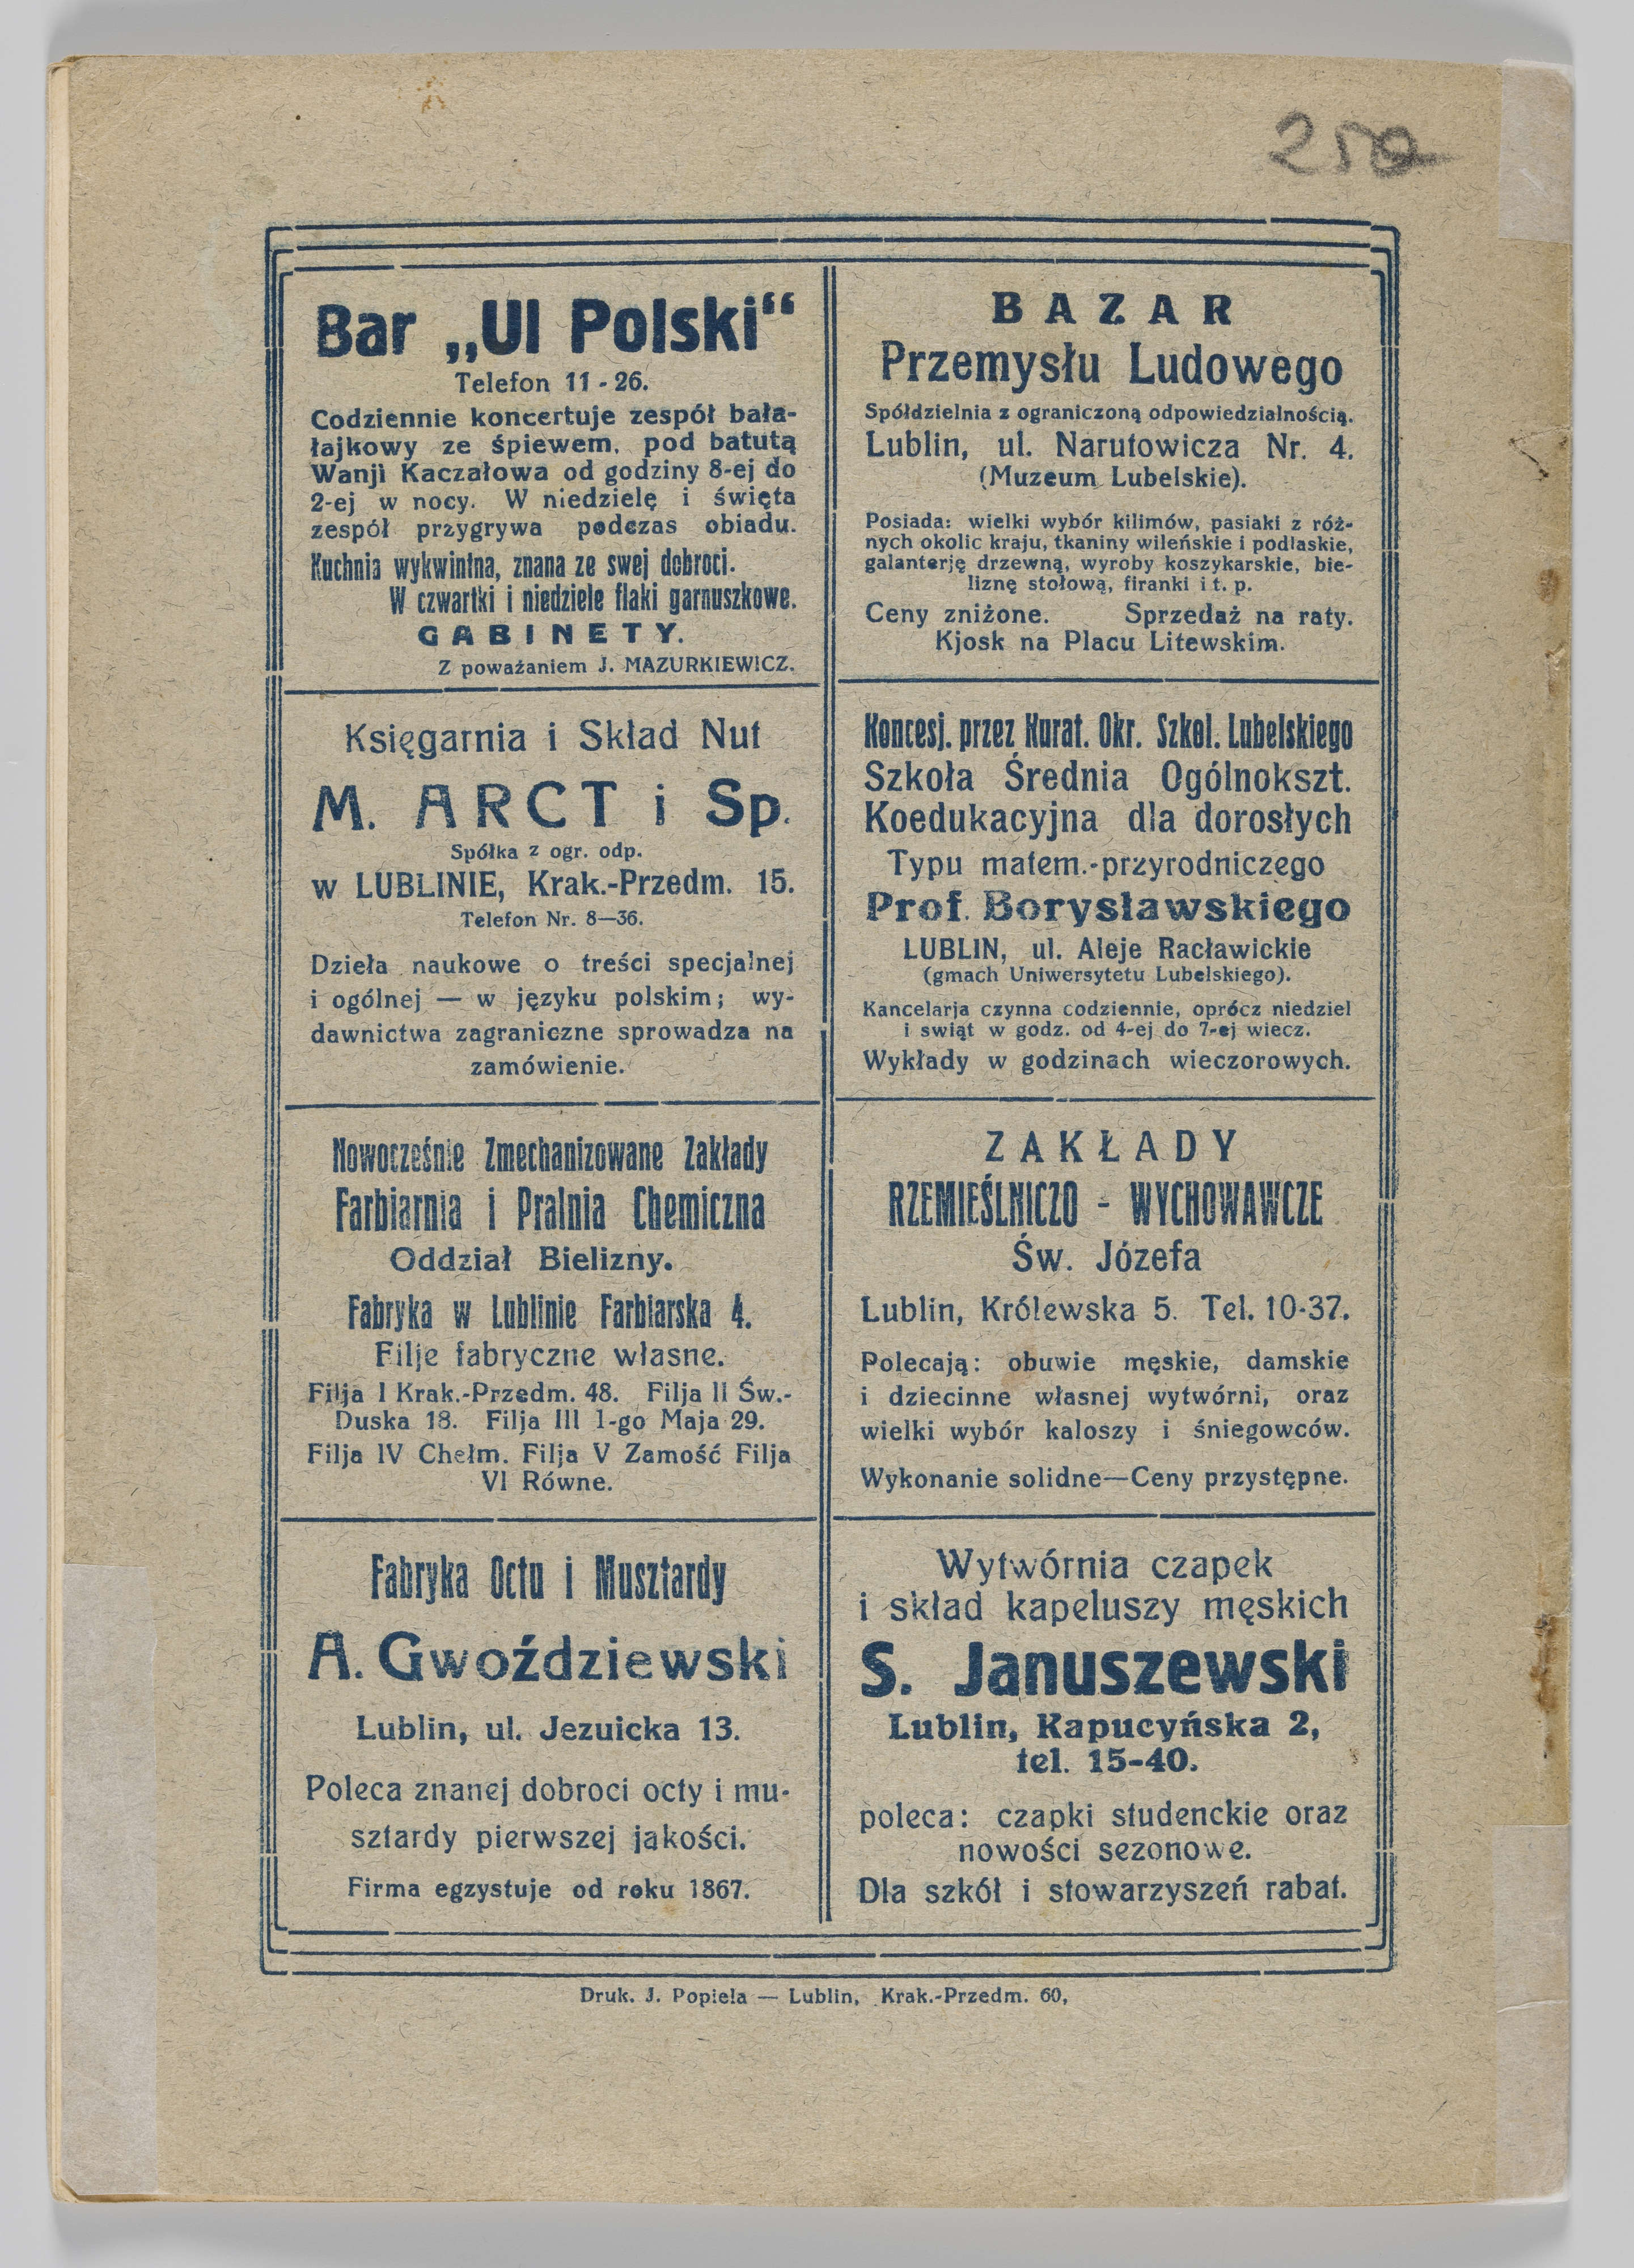 250
Bar „Ul Polski“
Telefon 11 - 26.
Codziennie koncertuje zespół bała-
łajkowy ze śpiewem, pod batutą
Wanji Kaczałowa od godziny 8-ej do
2-ej w nocy. W niedzielę i święta
zespół przygrywa podczas obiadu.
Kuchnia wykwintna, znana ze swej dobroci.
W czwartki i niedziele flaki garnuszkowe.
GABINETY.
Z poważaniem J. MAZURKIEWICZ.
Księgarnia i Skład Nut
M. ARCT i Sp.
Spółka z ogr. odp.
w LUBLINIE, Krak.-Przedm. 15.
Telefon Nr. 8—36.
Dzieła naukowe o treści specjalnej
i ogólnej — w języku polskim; wy-
dawnictwa zagraniczne sprowadza na
zamówienie.
Nowocześnie Zmechanizowane Zakłady
Farbiarnia i Pralnia Chemiczna
Oddział Bielizny.
Fabryka w Lublinie Farbiarska 4.
Filje fabryczne własne.
Filja I Krak.-Przedm. 48. Filja II Św.-
Duska 18. Filja III 1-go Maja 29.
Filja IV Chełm. Filja V Zamość Filja
VI Równe.
Fabryka Octu i Musztardy
A. Gwoździewski
Lublin, ul. Jezuicka 13.
Poleca znanej dobroci octy i mu-
sztardy pierwszej jakości.
Firma egzystuje od roku 1867.
BAZAR
Przemysłu Ludowego
Spółdzielnia z ograniczoną odpowiedzialnością.
Lublin, ul. Narutowicza Nr. 4.
(Muzeum Lubelskie).
Posiada: wielki wybór kilimów, pasiaki z róż-
nych okolic kraju, tkaniny wileńskie i podlaskie,
galanterję drzewną, wyroby koszykarskie, bie-
liznę stołową, firanki i t. p.
Ceny zniżone. Sprzedaż na raty.
Kjosk na Placu Litewskim.
Koncesj. przez Kurat. Okr. Szkol. Lubelskiego
Szkoła Średnia Ogólnokszt.
Koedukacyjna dla dorosłych
Typu matem.-przyrodniczego
Prof. Borysławskiego
LUBLIN, ul. Aleje Racławickie
(gmach Uniwersytetu Lubelskiego).
Kancelarja czynna codziennie, oprócz niedziel
i swiąt w godz. od 4-ej do 7-ej wiecz.
Wykłady w godzinach wieczorowych.
ZAKŁADY
RZEMIEŚLNICZO - WYCHOWAWCZE
Św. Józefa
Lublin, Królewska 5. Tel. 10-37.
Polecają: obuwie męskie, damskie
i dziecinne własnej wytwórni, oraz
wielki wybór kaloszy i śniegowców.
Wykonanie solidne—Ceny przystępne.
Wytwórnia czapek
i skład kapeluszy męskich
S. Januszewski
Lublin, Kapucyńska 2,
tel. 15-40.
poleca: czapki studenckie oraz
nowości sezonowe.
Dla szkół i stowarzyszeń rabat.
Druk. J. Popiela — Lublin, Krak.-Przedm. 60,